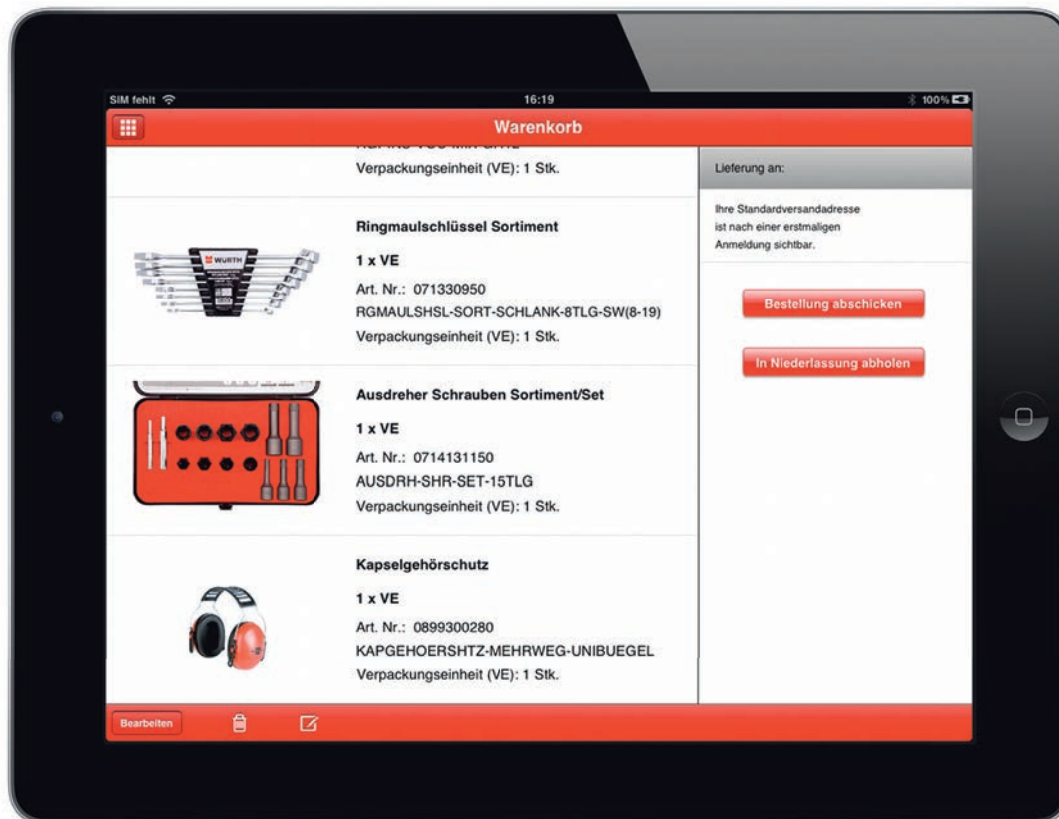 SIM fehlt
16:19
100%
Warenkorb
Verpackungseinheit (VE): 1 Stk.
Ringmaulschlüssel Sortiment
1 x VE
Art. Nr.: 071330950
RGMAULSHSL-SORT-SCHLANK-8TLG-SW(8-19)
Verpackungseinheit (VE): 1 Stk.
WÜRTH
Ausdreher Schrauben Sortiment/Set
1 x VE
Art. Nr.: 0714131150
AUSDRH-SHR-SET-15TLG
Verpackungseinheit (VE): 1 Stk.
Kapselgehörschutz
1 x VE
Art. Nr.: 0899300280
KAPGEHOERSHTZ-MEHRWEG-UNIBUEGEL
Verpackungseinheit (VE): 1 Stk.
Lieferung an:
Ihre Standardversandadresse
ist nach einer erstmaligen
Anmeldung sichtbar.
Bestellung abschicken
In Niederlassung abholen
Bearbeiten